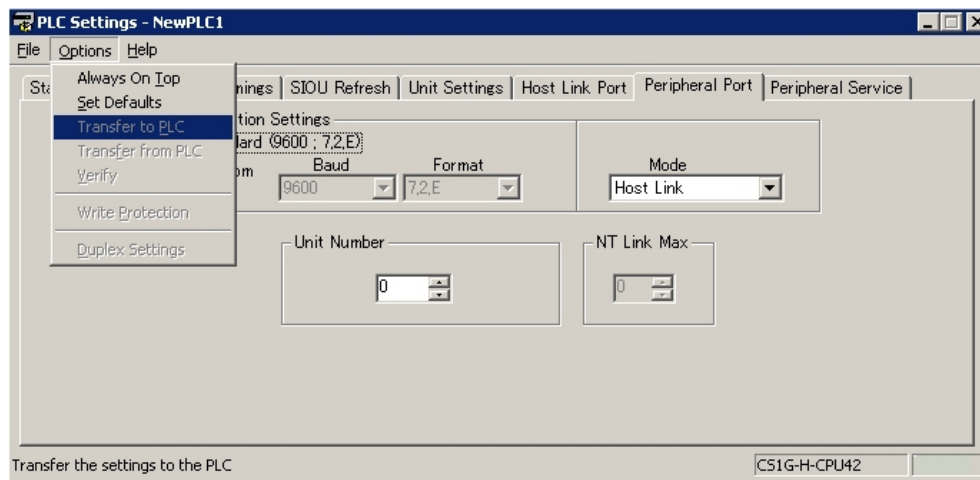 PLC Settings - NewPLC1
File Options Help
Always On Top
Set Defaults
Transfer to PLC
Transfer from PLC
Verify
Write Protection
Duplex Settings
SIOU Refresh Unit Settings Host Link Port Peripheral Port Peripheral Service
Settings
(9600 ; 7,2,E)
Baud Format Mode
9600 7,2,E Host Link
Unit Number NT Link Max
0 0
Transfer the settings to the PLC CS1G-H-CPU42